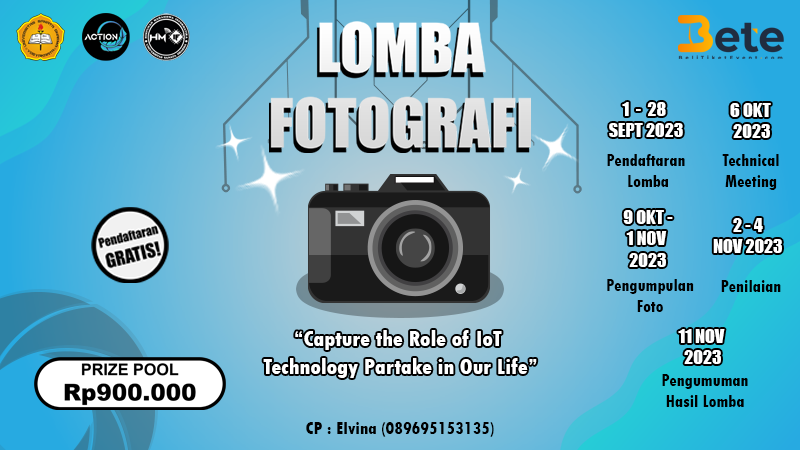 ACTION
HM
Bete
BeliTiketEvent.com
LOMBA
FOTOGRAFI
1 - 28
SEPT 2023
Pendaftaran
Lomba
6 OKT
2023
Technical
Meeting
Pendaftaran
GRATIS!
9 OKT -
1 NOV
2023
Pengumpulan
Foto
2 - 4
NOV 2023
Penilaian
“Capture the Role of IoT
Technology Partake in Our Life”
11 NOV
2023
Pengumuman
Hasil Lomba
PRIZE POOL
Rp900.000
CP : Elvina (089695153135)